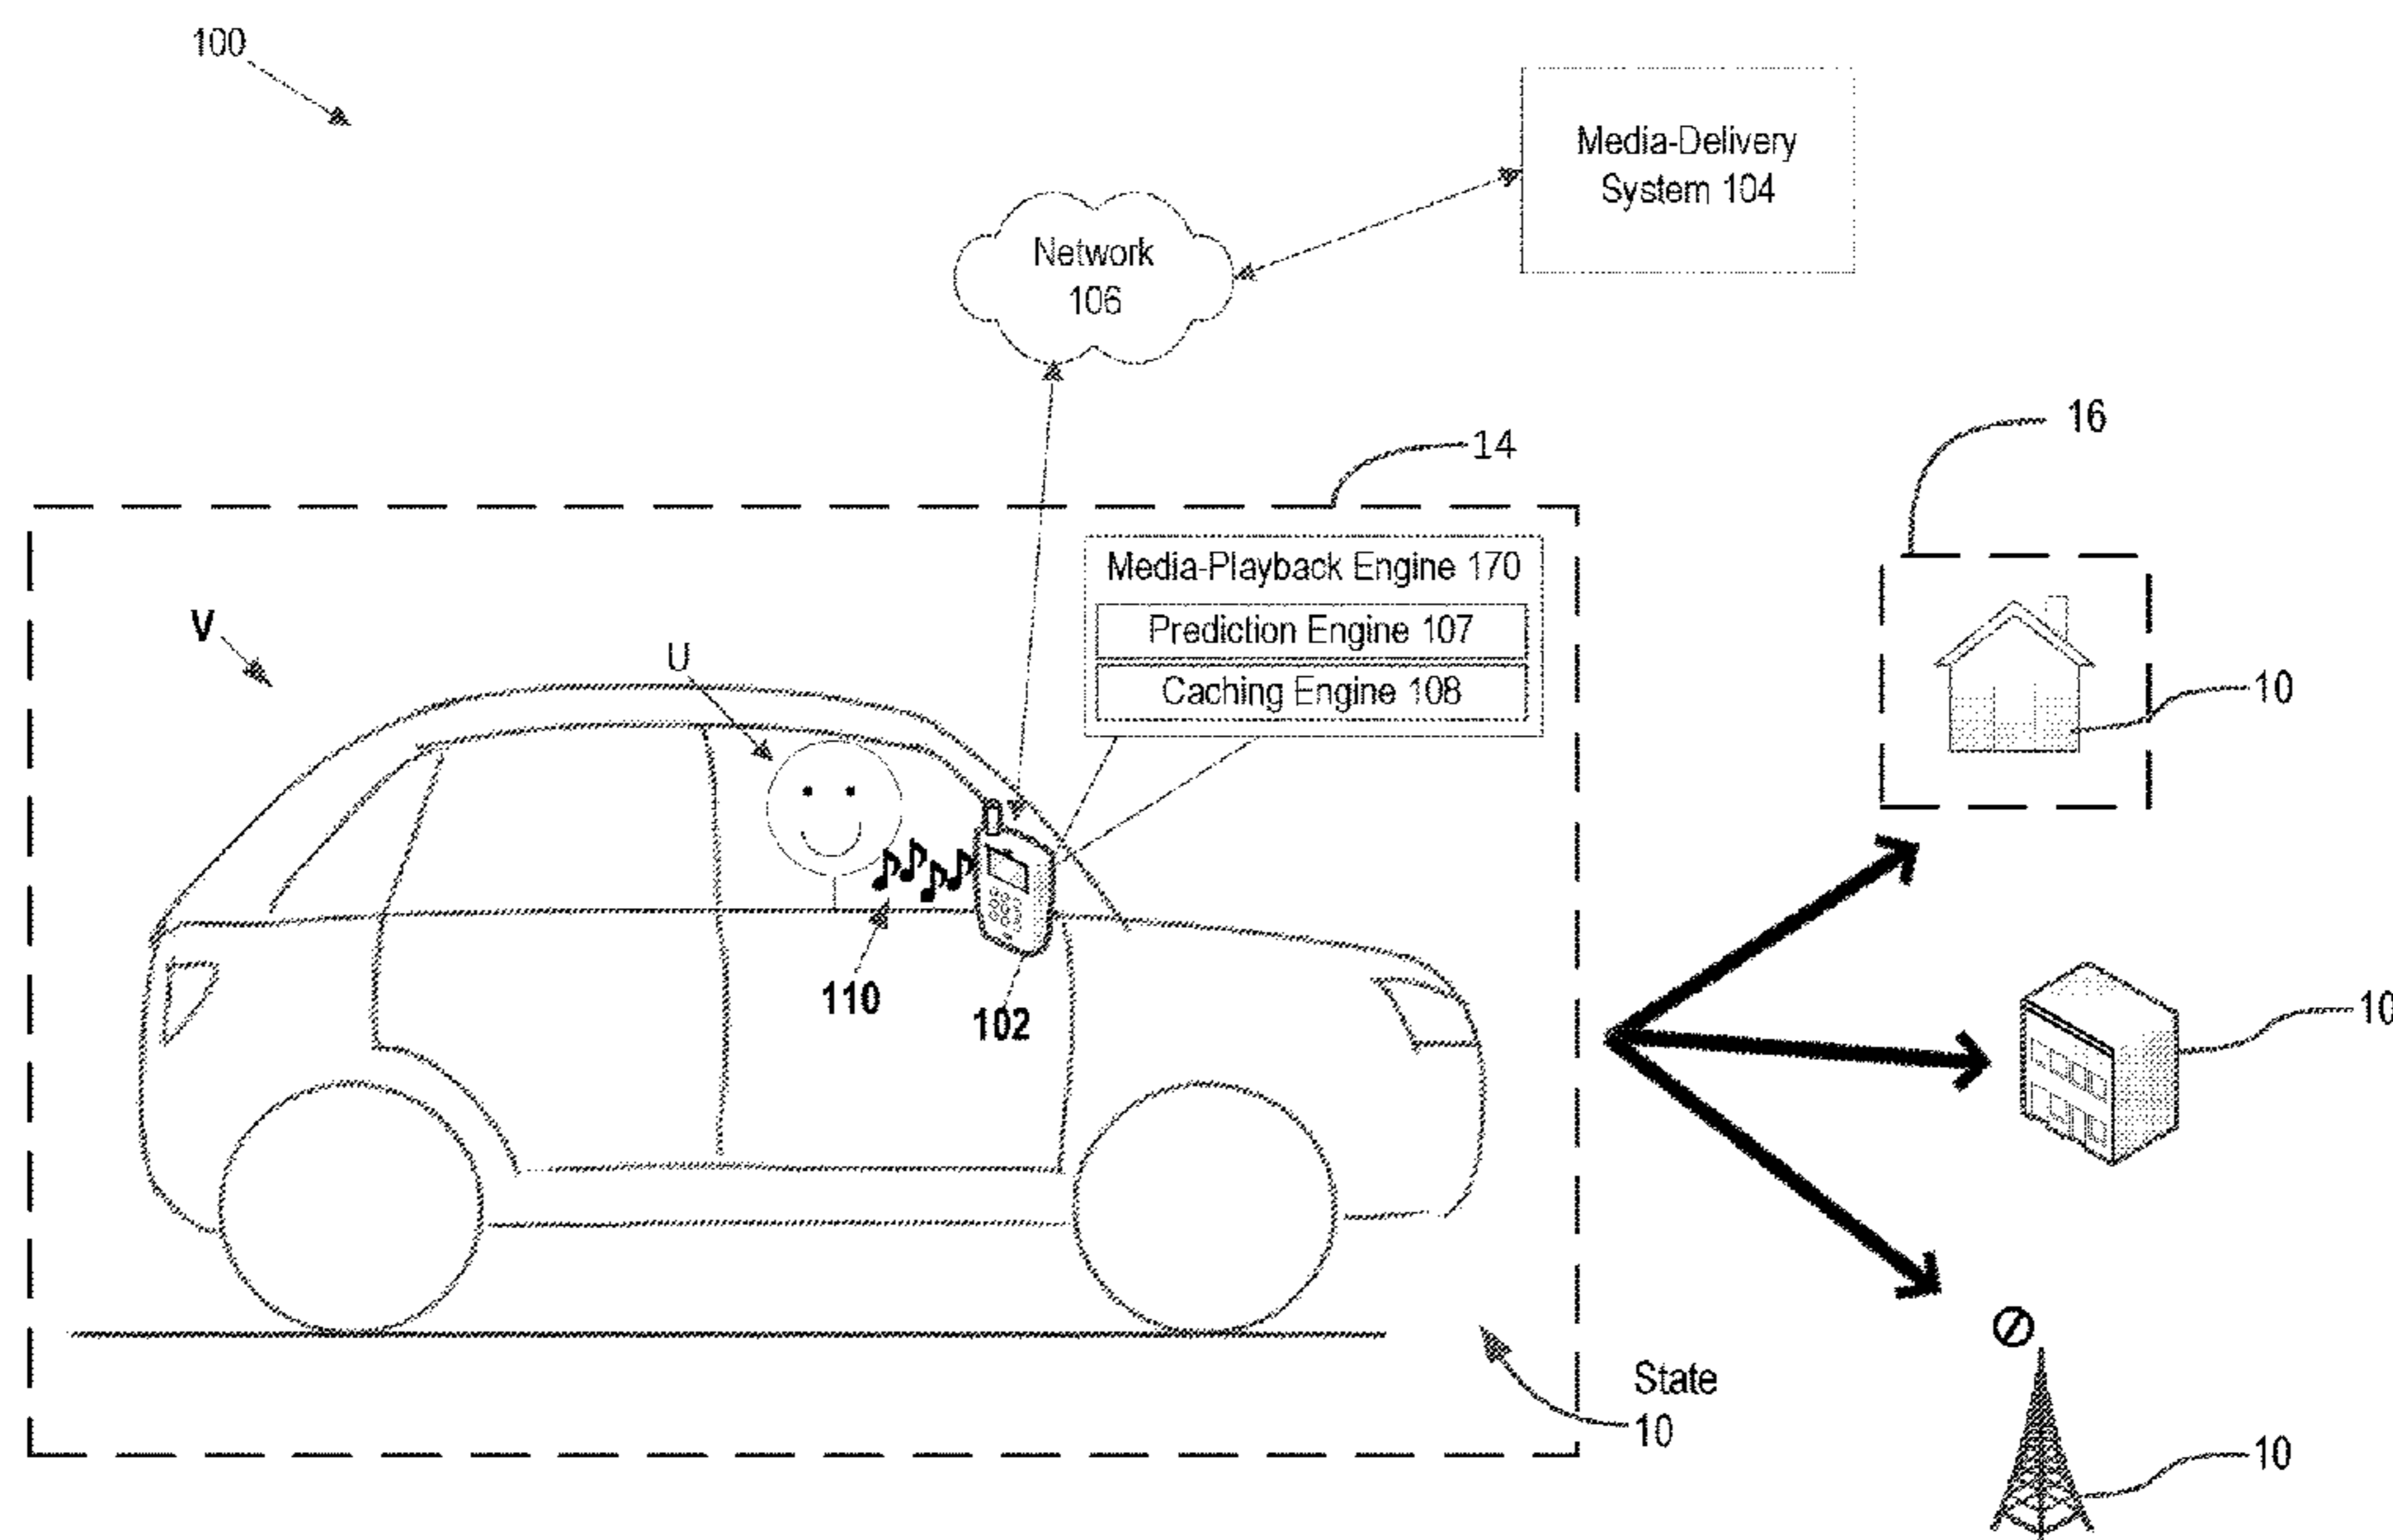 100
Media-Delivery
System 104
Network
106
16
14
Media-Playback Engine 170
Prediction Engine 107
Caching Engine 108
V
U
10
110
102
10
State
10
10